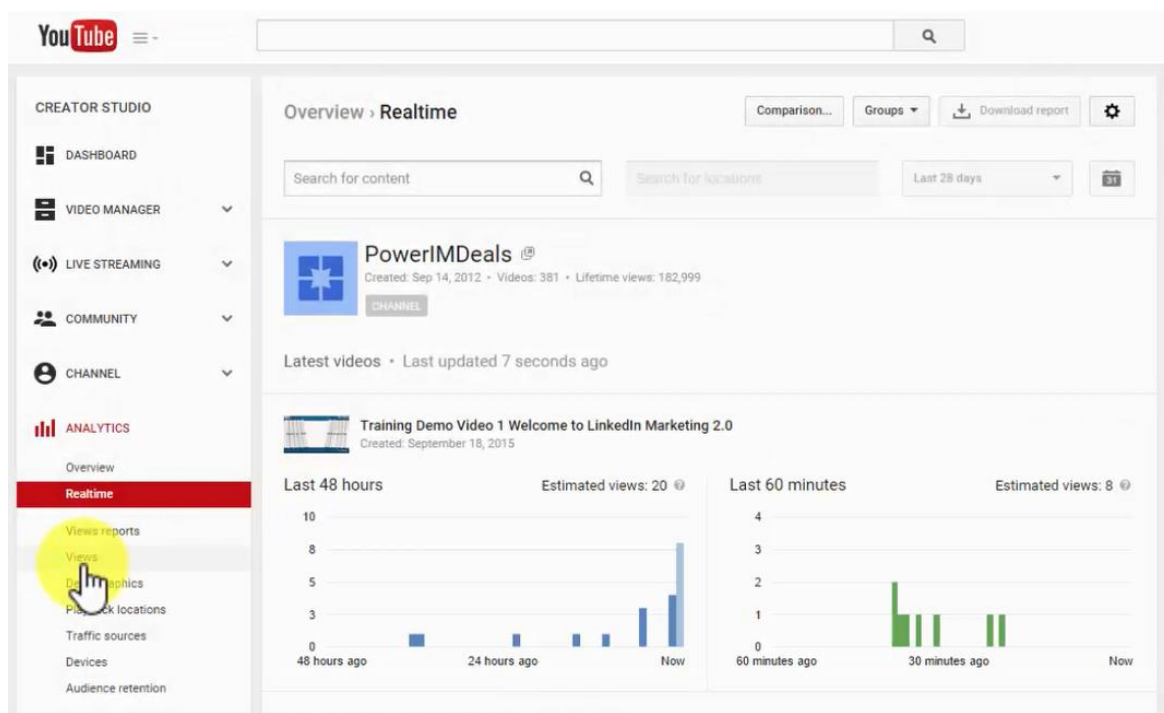 YouTube
CREATOR STUDIO
DASHBOARD
VIDEO MANAGER
LIVE STREAMING
COMMUNITY
CHANNEL
ANALYTICS
Overview
Realtime
Views reports
Views
Playback locations
Traffic sources
Devices
Audience retention
Overview › Realtime
Comparison...
Groups
Download report
Search for content
Search for locations
Last 28 days
31
PowerIMDeals
Created: Sep 14, 2012 • Videos: 381 • Lifetime views: 182,999
CHANNEL
Latest videos • Last updated 7 seconds ago
Training Demo Video 1 Welcome to LinkedIn Marketing 2.0
Created: September 18, 2015
Last 48 hours
Estimated views: 20
10
8
5
3
0
48 hours ago
24 hours ago
Now
Last 60 minutes
Estimated views: 8
4
3
2
1
0
60 minutes ago
30 minutes ago
Now